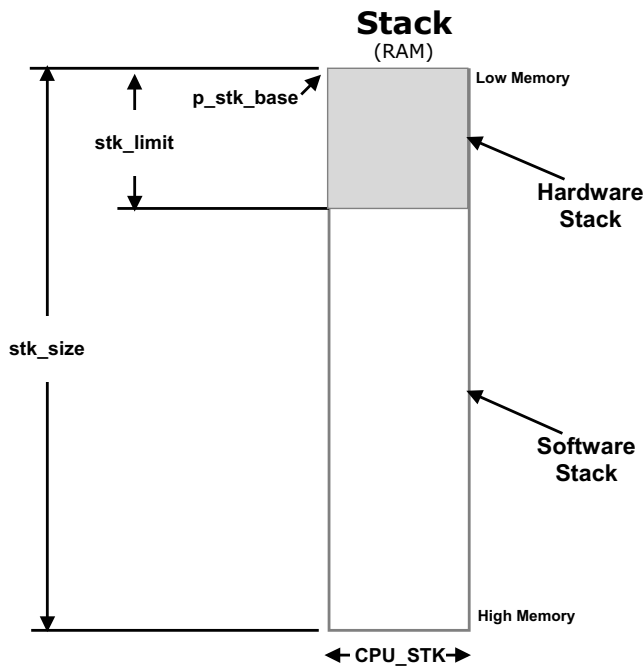 Stack
(RAM)
Low Memory
p_stk_base
stk_limit
Hardware
Stack
stk_size
Software
Stack
High Memory
CPU_STK